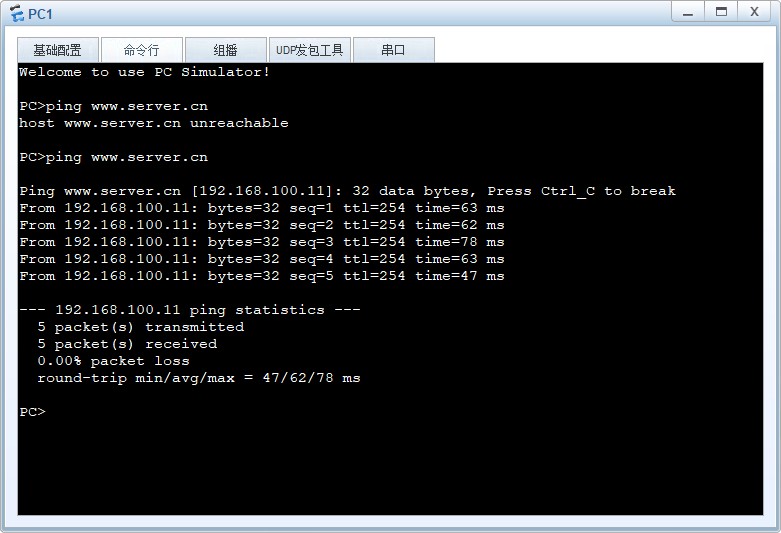 PC1
基础配置 命令行 组播 UDP发包工具 串口
Welcome to use PC Simulator!
PC>ping www.server.cn
host www.server.cn unreachable
PC>ping www.server.cn
Ping www.server.cn [192.168.100.11]: 32 data bytes, Press Ctrl_C to break
From 192.168.100.11: bytes=32 seq=1 ttl=254 time=63 ms
From 192.168.100.11: bytes=32 seq=2 ttl=254 time=62 ms
From 192.168.100.11: bytes=32 seq=3 ttl=254 time=78 ms
From 192.168.100.11: bytes=32 seq=4 ttl=254 time=63 ms
From 192.168.100.11: bytes=32 seq=5 ttl=254 time=47 ms
--- 192.168.100.11 ping statistics ---
5 packet(s) transmitted
5 packet(s) received
0.00% packet loss
round-trip min/avg/max = 47/62/78 ms
PC>